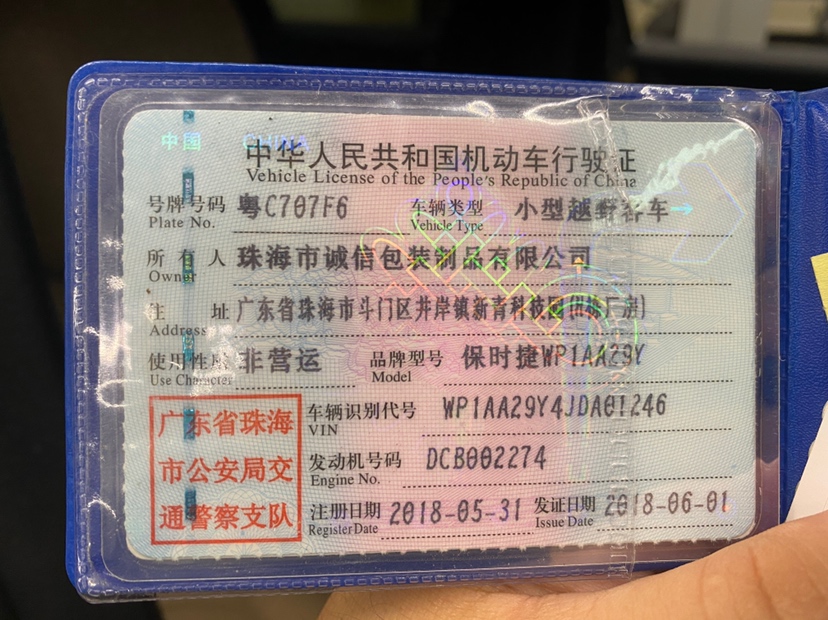 中国 CHINA
中华人民共和国机动车行驶证
Vehicle License of the People's Republic of China
号牌号码 粤C707F6 车辆类型 小型越野客车
Plate No. Vehicle Type
所有人 珠海市诚信包装制品有限公司
Owner
住址 广东省珠海市斗门区井岸镇新青科技园(H栋厂房)
Address
使用性质 非营运 品牌型号 保时捷WP1AA29Y
Use Character Model
广东省珠海
市公安局交
通警察支队
车辆识别代号 WP1AA29Y4JDA01246
VIN
发动机号码 DCB002274
Engine No.
注册日期 2018-05-31 发证日期 2018-06-01
Register Date Issue Date